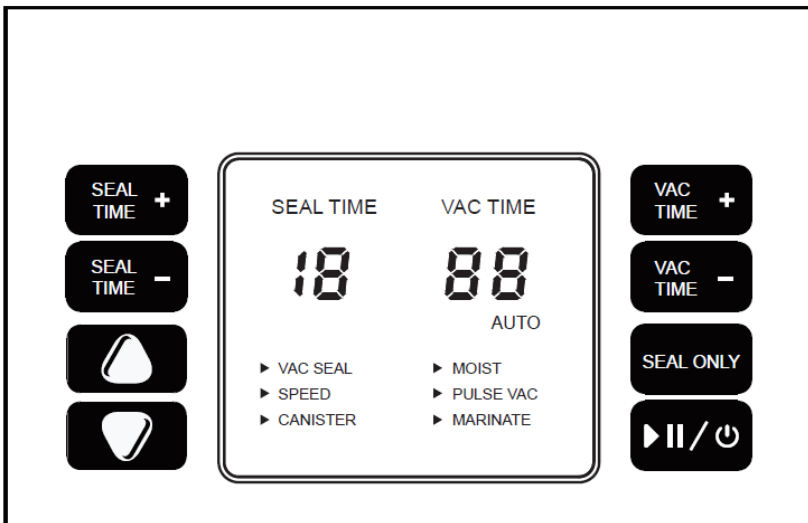 SEAL TIME +
SEAL TIME -
SEAL TIME VAC TIME
18 88
AUTO
▶ VAC SEAL ▶ MOIST
▶ SPEED ▶ PULSE VAC
▶ CANISTER ▶ MARINATE
VAC TIME +
VAC TIME -
SEAL ONLY